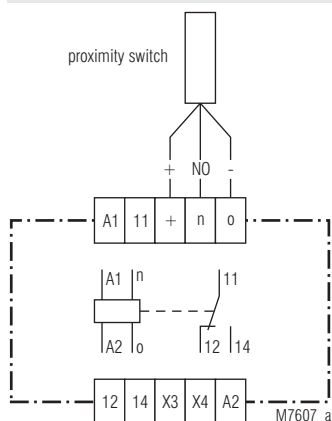 proximity switch
+ NO -
A1 11 + n o
A1 n 11
A2 o 12 14
12 14 X3 X4 A2
M7607_a